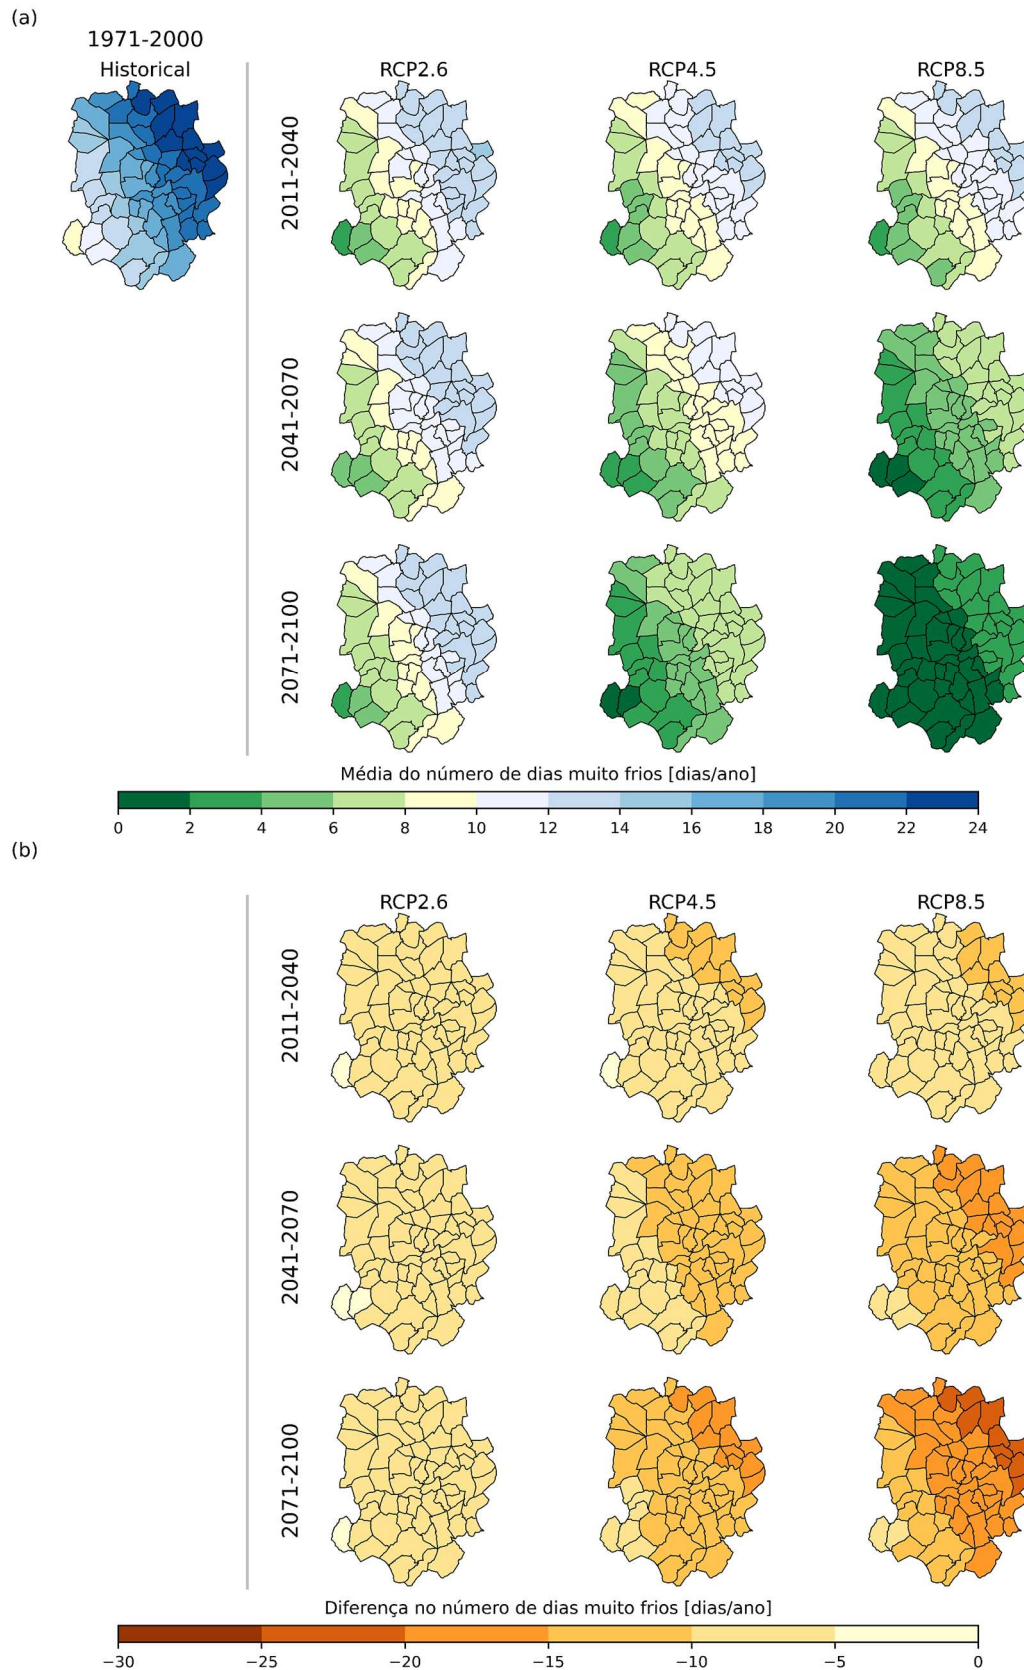 (a)
1971-2000
Historical
RCP2.6
RCP4.5
RCP8.5
2011-2040
2041-2070
2071-2100
Média do número de dias muito frios [dias/ano]
0 2 4 6 8 10 12 14 16 18 20 22 24
(b)
RCP2.6
RCP4.5
RCP8.5
2011-2040
2041-2070
2071-2100
Diferença no número de dias muito frios [dias/ano]
−30 −25 −20 −15 −10 −5 0